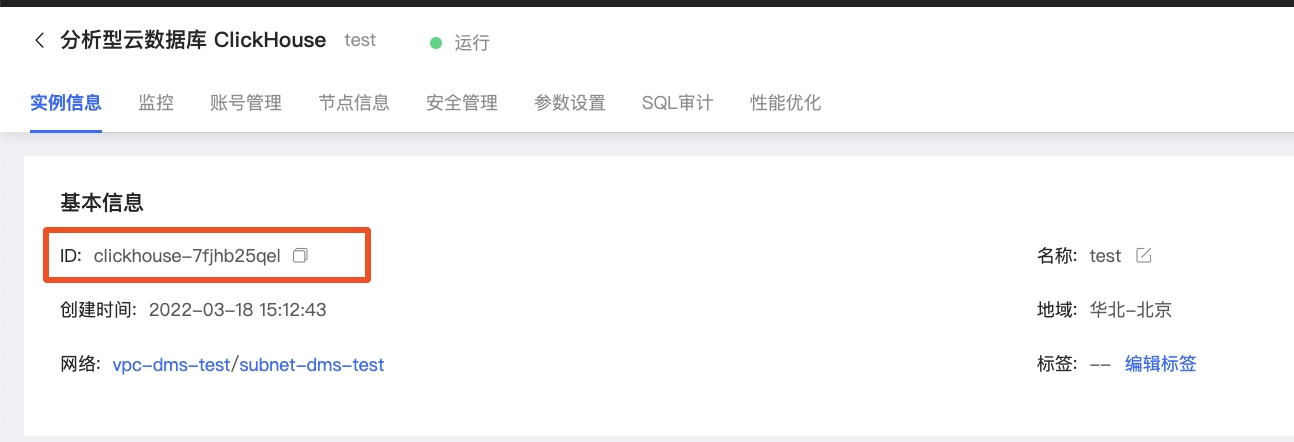 分析型云数据库 ClickHouse test 运行
实例信息 监控 账号管理 节点信息 安全管理 参数设置 SQL审计 性能优化
基本信息
ID: clickhouse-7fjhb25qel
名称: test
创建时间: 2022-03-18 15:12:43
地域: 华北-北京
网络: vpc-dms-test/subnet-dms-test
标签: -- 编辑标签